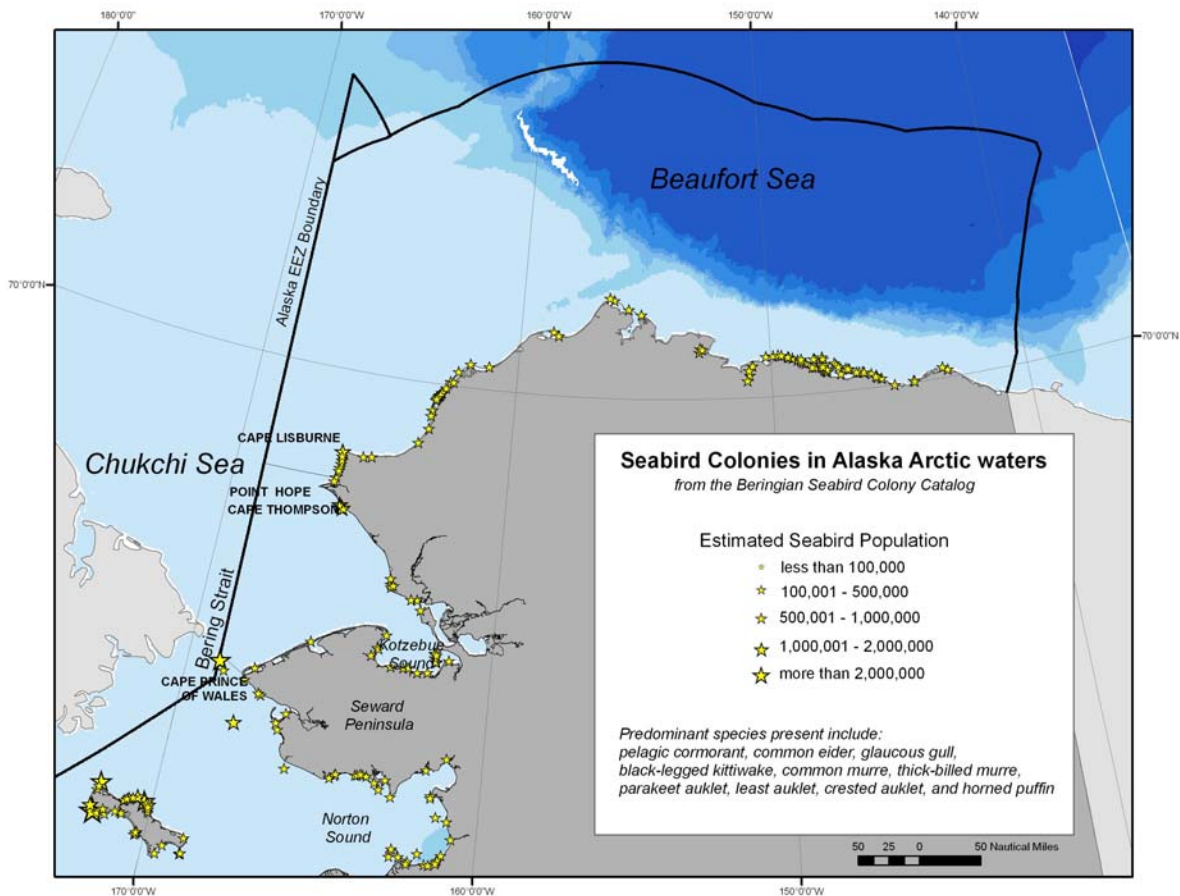 180°0'0"
170°0'0"W
160°0'0"W
150°0'0"W
140°0'0"W
Beaufort Sea
Alaska EEZ Boundary
70°0'0"N
70°0'0"N
CAPE LISBURNE
Chukchi Sea
POINT HOPE
CAPE THOMPSON
Bering Strait
Kotzebue
Sound
CAPE PRINCE
OF WALES
Seward
Peninsula
Norton
Sound
Seabird Colonies in Alaska Arctic waters
from the Beringian Seabird Colony Catalog
Estimated Seabird Population
less than 100,000
100,001 - 500,000
500,001 - 1,000,000
1,000,001 - 2,000,000
more than 2,000,000
Predominant species present include:
pelagic cormorant, common eider, glaucous gull,
black-legged kittiwake, common murre, thick-billed murre,
parakeet auklet, least auklet, crested auklet, and horned puffin
50 25 0 50 Nautical Miles
170°0'0"W
160°0'0"W
150°0'0"W